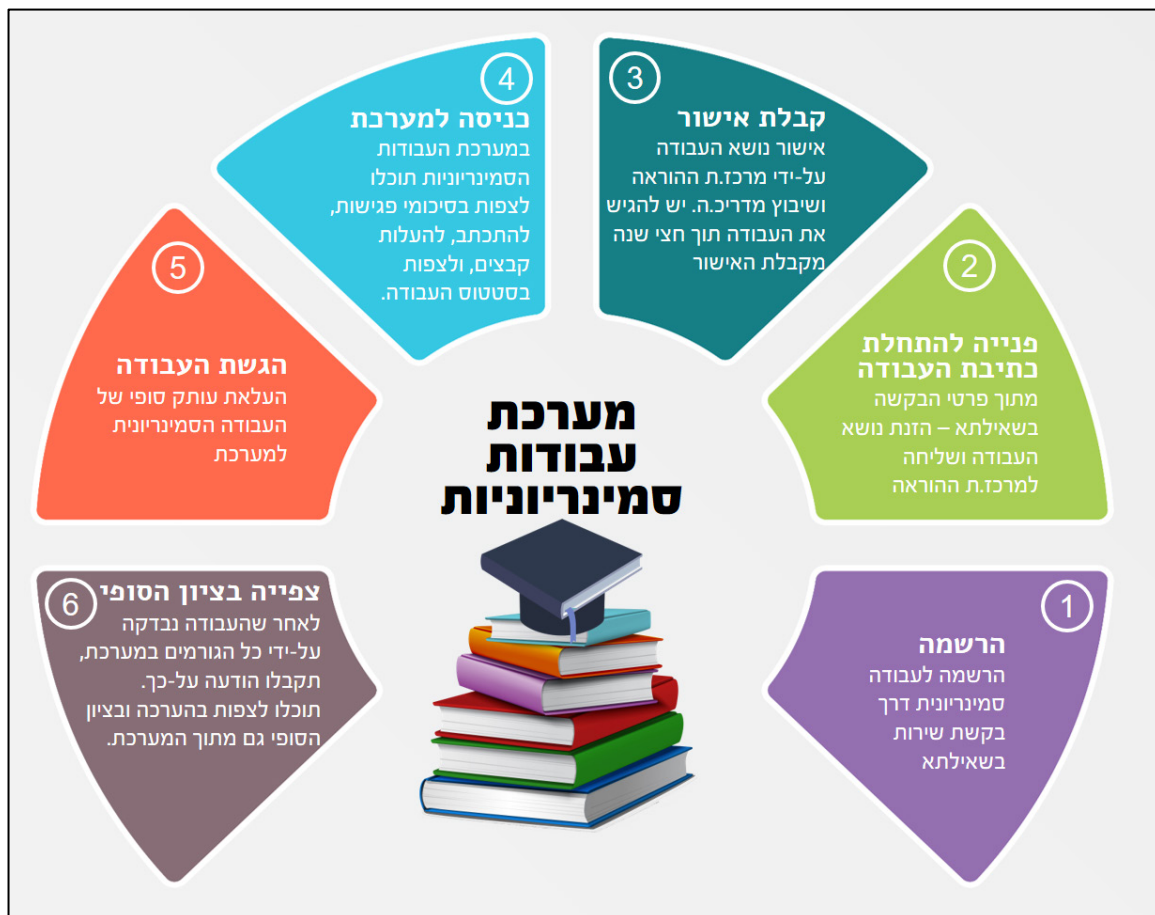 מערכת
עבודות
סמינריוניות
1
הרשמה
הרשמה לעבודה
סמינריונית דרך
בקשת שירות
בשאילתא
2
פנייה להתחלת
כתיבת העבודה
מתוך פרטי הבקשה
בשאילתא – הזנת נושא
העבודה ושליחה
למרכז.ת ההוראה
3
קבלת אישור
אישור נושא העבודה
על-ידי מרכז.ת ההוראה
ושיבוץ מדריכ.ה. יש להגיש
את העבודה תוך חצי שנה
מקבלת האישור
4
כניסה למערכת
במערכת העבודות
הסמינריוניות תוכלו
לצפות בסיכומי פגישות,
להתכתב, להעלות
קבצים, ולצפות
בסטטוס העבודה.
5
הגשת העבודה
העלאת עותק סופי של
העבודה הסמינריונית
למערכת
6
צפייה בציון הסופי
לאחר שהעבודה נבדקה
על-ידי כל הגורמים במערכת,
תקבלו הודעה על-כך.
תוכלו לצפות בהערכה ובציון
הסופי גם מתוך המערכת.